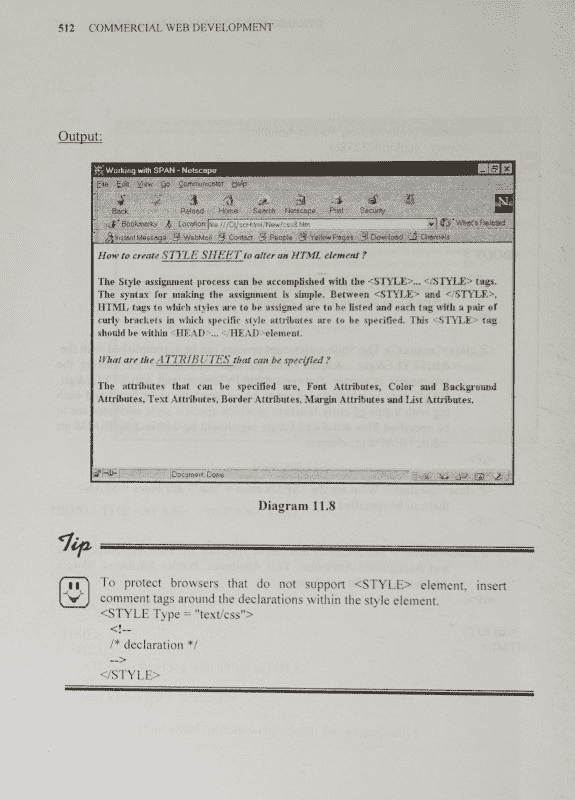 512 COMMERCIAL WEB DEVELOPMENT
Output:
Working with SPAN - Netscape
File Edit View Go Communicator Help
Back Reload Home Search Netscape Print Security
Bookmarks Location: What's Related
Instant Message WebMail Contact People Yellow Pages Download Channels
How to create STYLE SHEET to alter an HTML element ?
The Style assignment process can be accomplished with the <STYLE>... </STYLE> tags.
The syntax for making the assignment is simple. Between <STYLE> and </STYLE>,
HTML tags to which styles are to be assigned are to be listed and each tag with a pair of
curly brackets in which specific style attributes are to be specified. This <STYLE> tag
should be within <HEAD>... </HEAD>element.
What are the ATTRIBUTES that can be specified ?
The attributes that can be specified are, Font Attributes, Color and Background
Attributes, Text Attributes, Border Attributes, Margin Attributes and List Attributes.
Document: Done
Diagram 11.8
Tip
To protect browsers that do not support <STYLE> element, insert
comment tags around the declarations within the style element.
<STYLE Type = "text/css">
<!--
/* declaration */
-->
</STYLE>